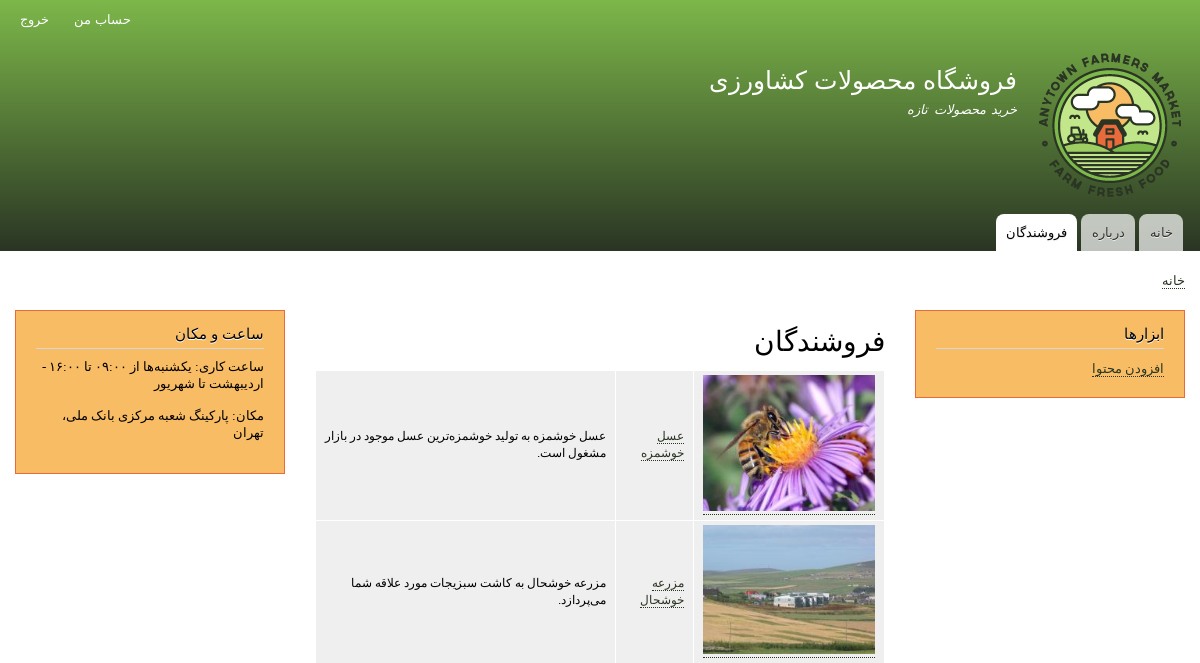 حساب من
خروج
ANYTOWN FARMERS MARKET
FARM FRESH FOOD
فروشگاه محصولات کشاورزی
خرید محصولات تازه
خانه
درباره
فروشندگان
خانه
ابزارها
افزودن محتوا
فروشندگان
عسل
خوشمزه
عسل خوشمزه به تولید خوشمزه‌ترین عسل موجود در بازار
مشغول است.
مزرعه
خوشحال
مزرعه خوشحال به کاشت سبزیجات مورد علاقه شما
می‌پردازد.
ساعت و مکان
ساعت کاری: یکشنبه‌ها از ۰۹:۰۰ تا ۱۶:۰۰ -
اردیبهشت تا شهریور
مکان: پارکینگ شعبه مرکزی بانک ملی،
تهران